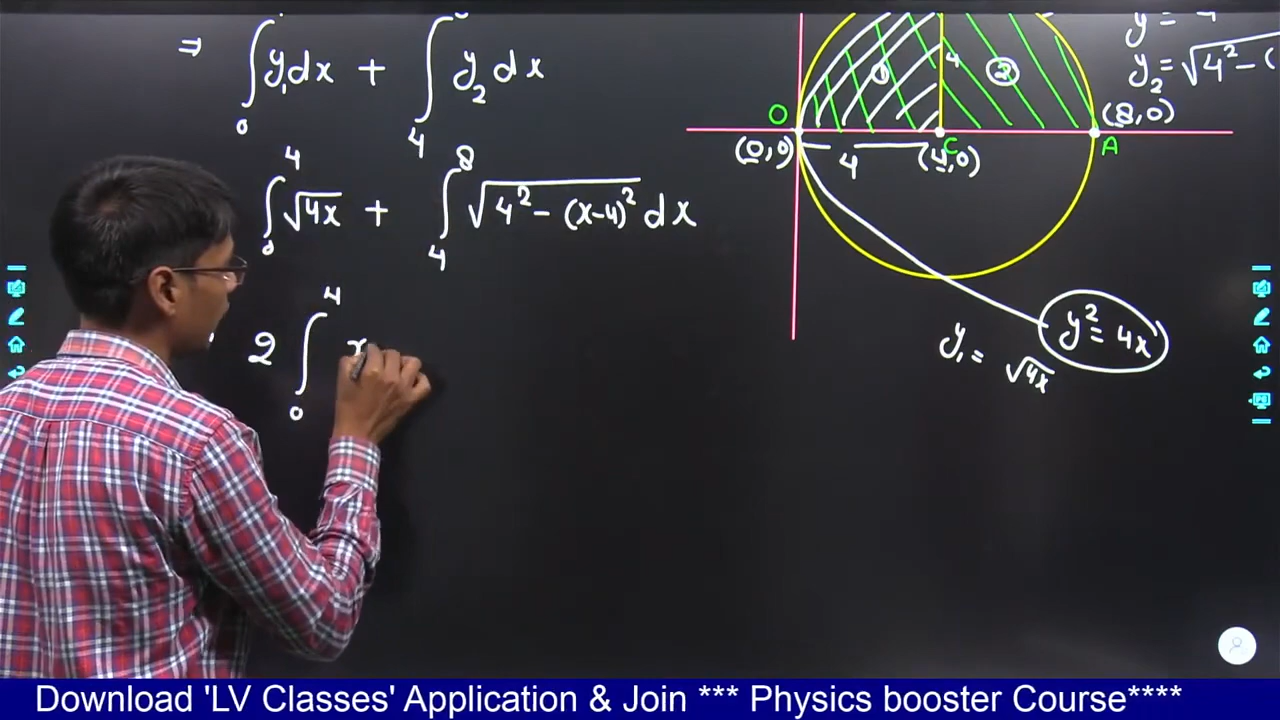 ⇒ ∫₀ y₁dx + ∫₄ y₂ dx
∫₀⁴ √4x + ∫₄⁸ √4² – (x-4)² dx
2 ∫₀⁴ x
y =
y₂ = √4² – (
① 4 ②
O (8,0)
(0,0) 4 C (4,0) A
y² = 4x
y₁ = √4x
Download 'LV Classes' Application & Join *** Physics booster Course****